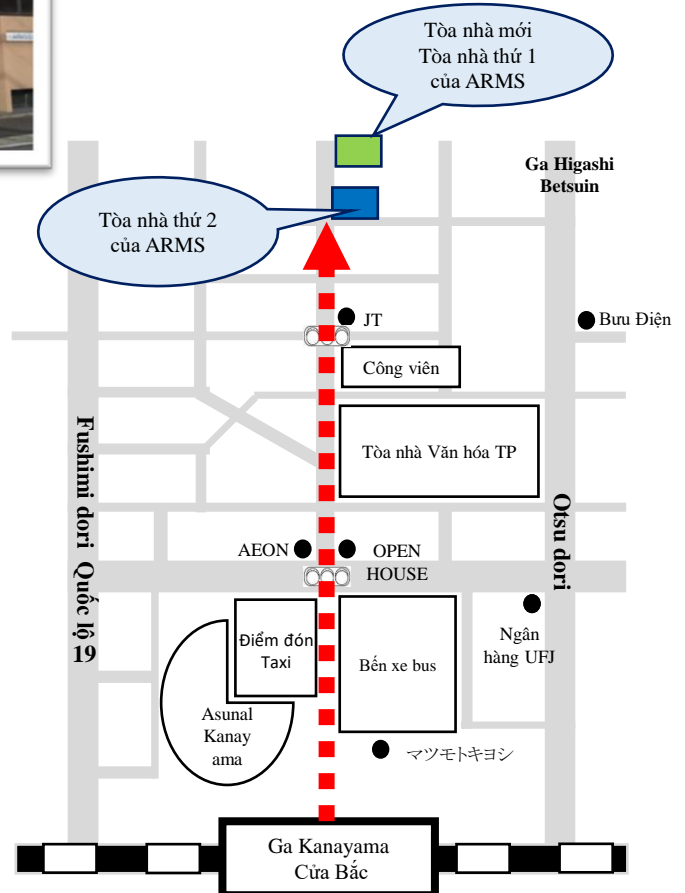 Tòa nhà mới
Tòa nhà thứ 1
của ARMS
Ga Higashi
Betsuin
Tòa nhà thứ 2
của ARMS
JT
Bưu Điện
Công viên
Tòa nhà Văn hóa TP
Fushimi dori Quốc lộ
19
Otsu dori
AEON
OPEN
HOUSE
Điểm đón
Taxi
Bến xe bus
Ngân
hàng UFJ
Asunal
Kanay
ama
マツモトキヨシ
Ga Kanayama
Cửa Bắc